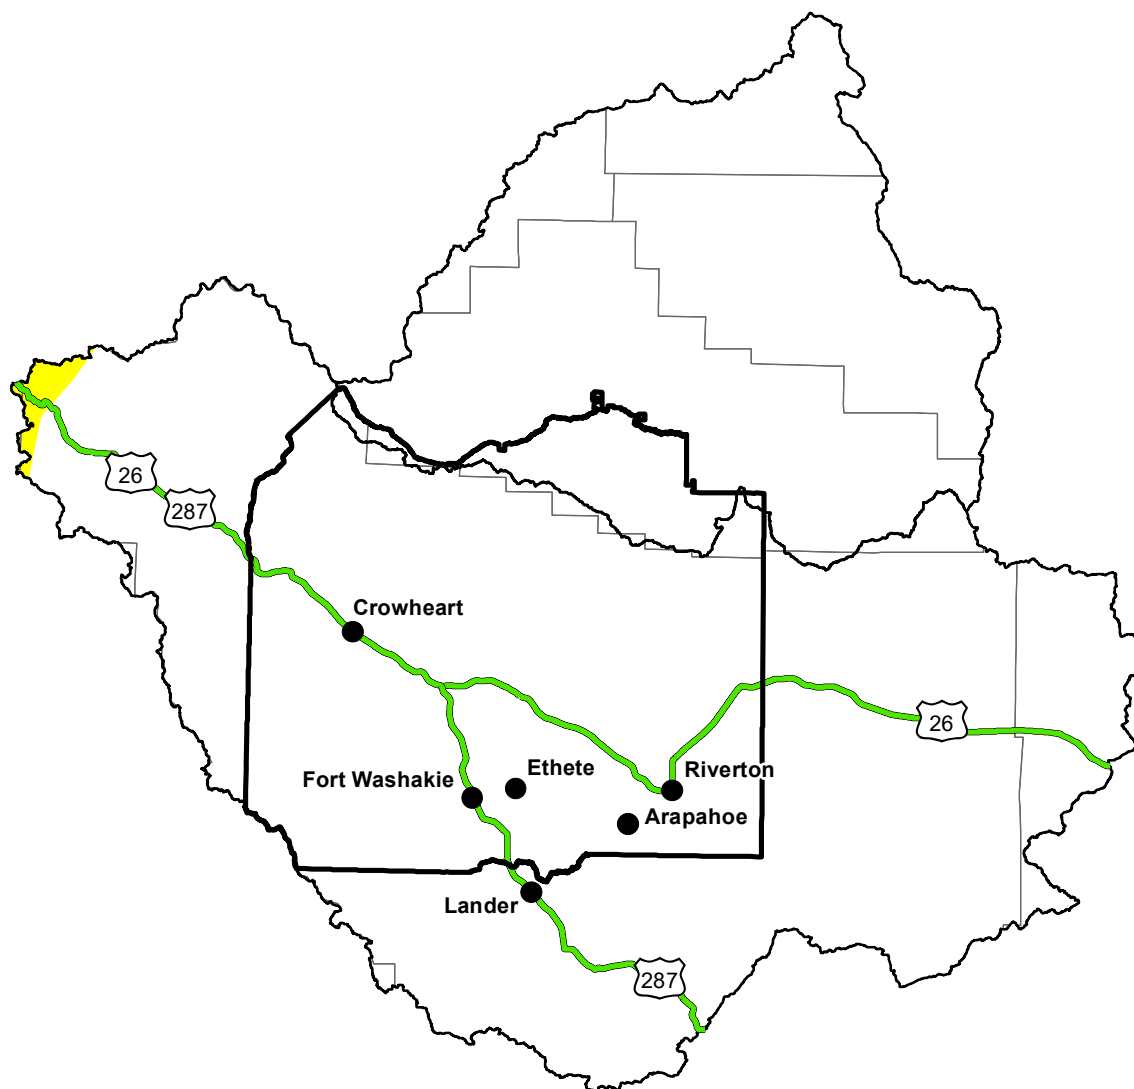 26
287
Crowheart
26
Fort Washakie
Ethete
Riverton
Arapahoe
Lander
287